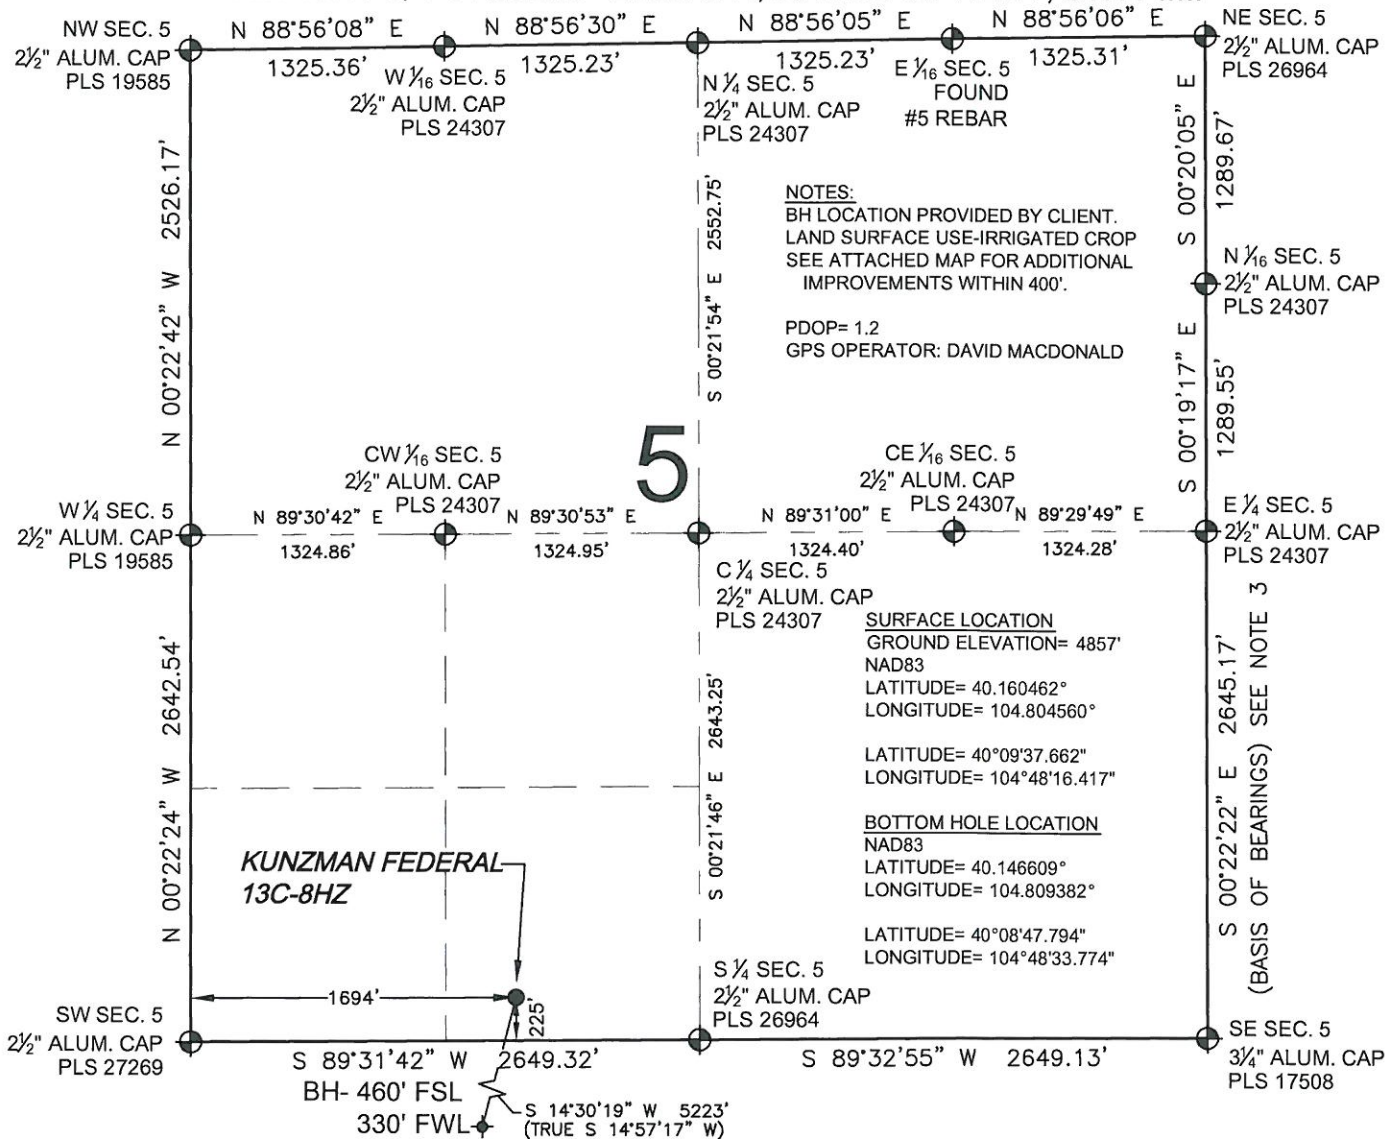 NW SEC. 5
2½" ALUM. CAP
PLS 19585
N 88°56'08" E
1325.36'
W 1/16 SEC. 5
2½" ALUM. CAP
PLS 24307
N 88°56'30" E
1325.23'
N ¼ SEC. 5
2½" ALUM. CAP
PLS 24307
N 88°56'05" E
1325.23'
E 1/16 SEC. 5
FOUND
#5 REBAR
N 88°56'06" E
1325.31'
NE SEC. 5
2½" ALUM. CAP
PLS 26964
N 00°22'42" W 2526.17'
S 00°21'54" E 2552.75'
NOTES:
BH LOCATION PROVIDED BY CLIENT.
LAND SURFACE USE-IRRIGATED CROP
SEE ATTACHED MAP FOR ADDITIONAL
IMPROVEMENTS WITHIN 400'.
PDOP= 1.2
GPS OPERATOR: DAVID MACDONALD
S 00°20'05" E
1289.67'
N 1/16 SEC. 5
2½" ALUM. CAP
PLS 24307
S 00°19'17" E
1289.55'
5
W ¼ SEC. 5
2½" ALUM. CAP
PLS 19585
N 89°30'42" E
1324.86'
CW 1/16 SEC. 5
2½" ALUM. CAP
PLS 24307
N 89°30'53" E
1324.95'
C ¼ SEC. 5
2½" ALUM. CAP
PLS 24307
N 89°31'00" E
1324.40'
CE 1/16 SEC. 5
2½" ALUM. CAP
PLS 24307
N 89°29'49" E
1324.28'
E ¼ SEC. 5
2½" ALUM. CAP
PLS 24307
N 00°22'24" W 2642.54'
S 00°21'46" E 2643.25'
SURFACE LOCATION
GROUND ELEVATION= 4857'
NAD83
LATITUDE= 40.160462°
LONGITUDE= 104.804560°
LATITUDE= 40°09'37.662"
LONGITUDE= 104°48'16.417"
BOTTOM HOLE LOCATION
NAD83
LATITUDE= 40.146609°
LONGITUDE= 104.809382°
LATITUDE= 40°08'47.794"
LONGITUDE= 104°48'33.774"
S 00°22'22" E 2645.17'
(BASIS OF BEARINGS) SEE NOTE 3
KUNZMAN FEDERAL
13C-8HZ
1694'
225'
SW SEC. 5
2½" ALUM. CAP
PLS 27269
S 89°31'42" W 2649.32'
S ¼ SEC. 5
2½" ALUM. CAP
PLS 26964
S 89°32'55" W 2649.13'
SE SEC. 5
3¼" ALUM. CAP
PLS 17508
BH- 460' FSL
330' FWL
S 14°30'19" W 5223'
(TRUE S 14°57'17" W)